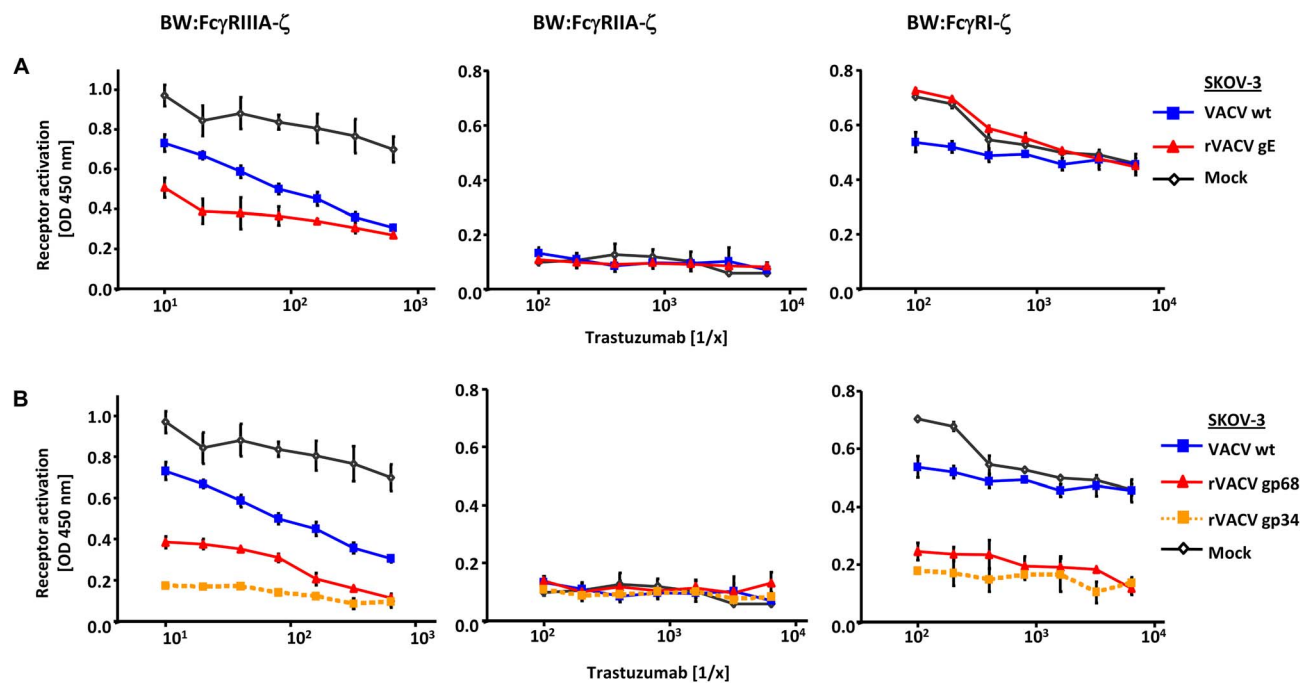 BW:FcγRIIIA-ζ BW:FcγRIIA-ζ BW:FcγRI-ζ
A
Receptor activation
[OD 450 nm]
1.0
0.8
0.6
0.4
0.2
0.0
10¹ 10² 10³
0.8
0.6
0.4
0.2
0.0
10² 10³ 10⁴
0.8
0.6
0.4
0.2
0.0
10² 10³ 10⁴
SKOV-3
VACV wt
rVACV gE
Mock
Trastuzumab [1/x]
B
Receptor activation
[OD 450 nm]
1.0
0.8
0.6
0.4
0.2
0.0
10¹ 10² 10³
0.8
0.6
0.4
0.2
0.0
10² 10³ 10⁴
0.8
0.6
0.4
0.2
0.0
10² 10³ 10⁴
SKOV-3
VACV wt
rVACV gp68
rVACV gp34
Mock
Trastuzumab [1/x]